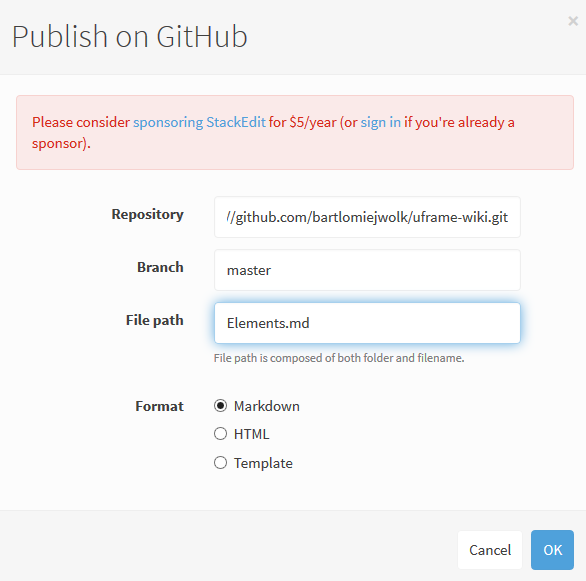 Publish on GitHub
×
Please consider sponsoring StackEdit for $5/year (or sign in if you're already a
sponsor).
Repository
//github.com/bartlomiejwolk/uframe-wiki.git
Branch
master
File path
Elements.md
File path is composed of both folder and filename.
Format
Markdown
HTML
Template
Cancel
OK